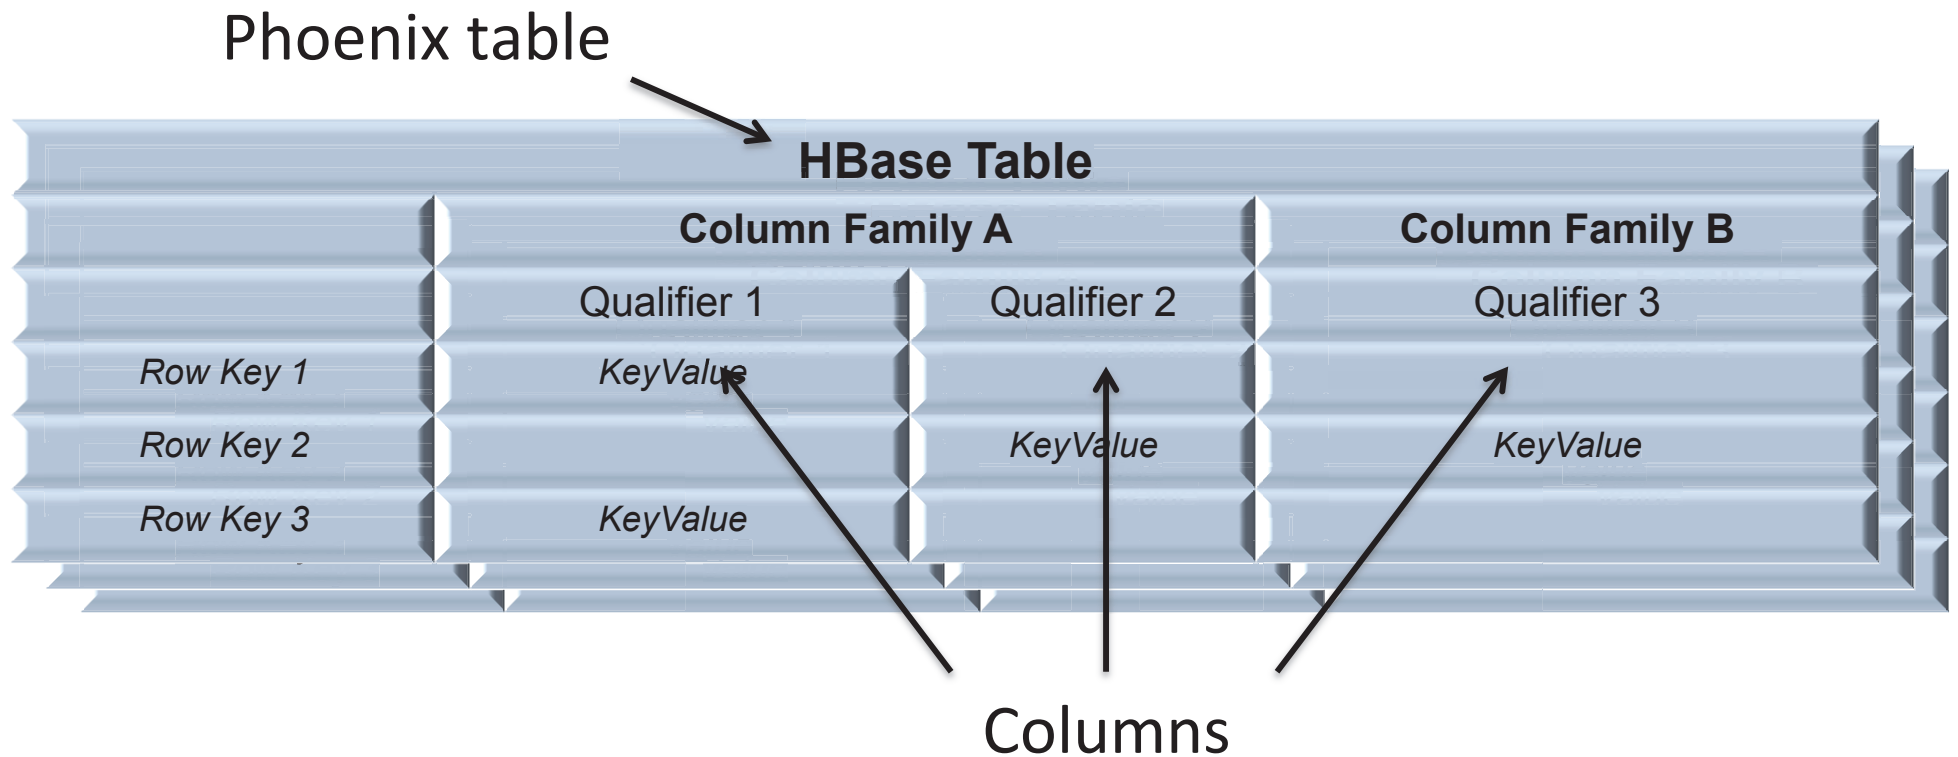 Phoenix table
HBase Table
Column Family A Column Family B
Qualifier 1 Qualifier 2 Qualifier 3
Row Key 1 KeyValue
Row Key 2 KeyValue KeyValue
Row Key 3 KeyValue
Columns